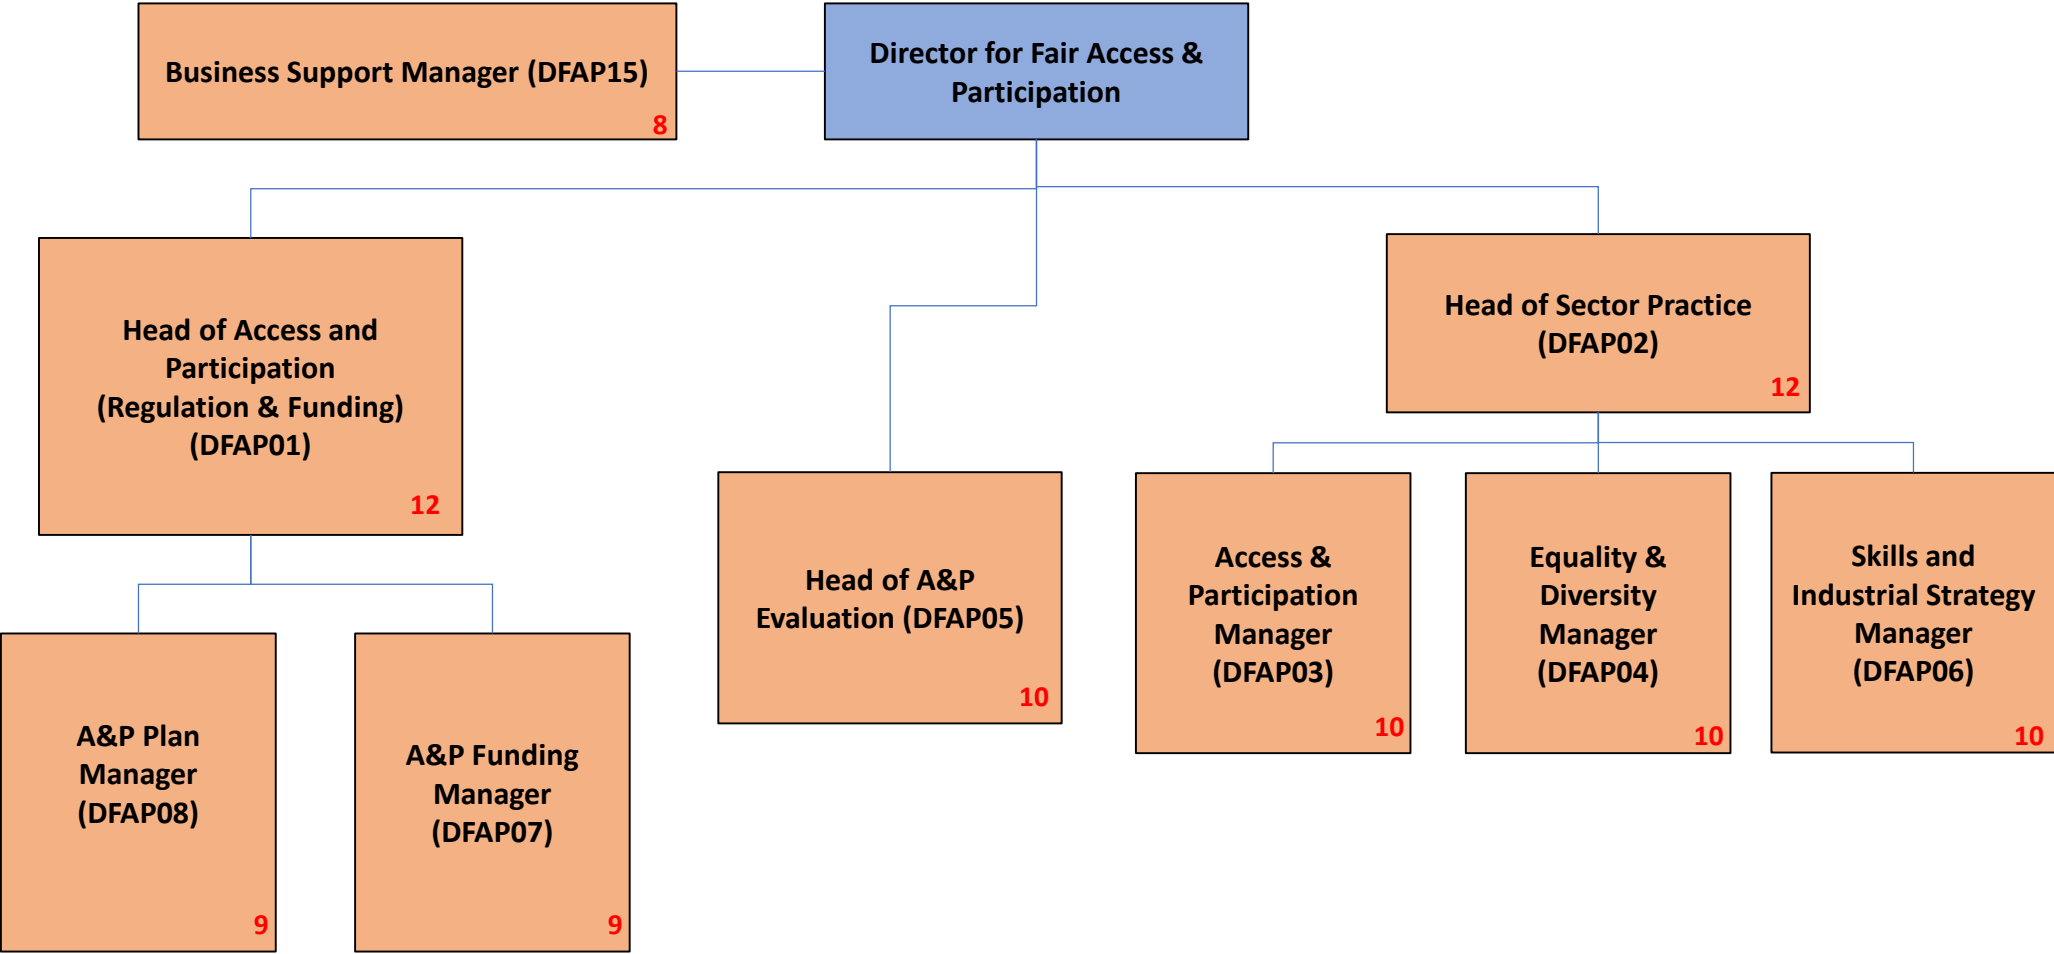 Business Support Manager (DFAP15)
8
Director for Fair Access &
Participation
Head of Access and
Participation
(Regulation & Funding)
(DFAP01)
12
Head of Sector Practice
(DFAP02)
12
Head of A&P
Evaluation (DFAP05)
10
Access &
Participation
Manager
(DFAP03)
10
Equality &
Diversity
Manager
(DFAP04)
10
Skills and
Industrial Strategy
Manager
(DFAP06)
10
A&P Plan
Manager
(DFAP08)
9
A&P Funding
Manager
(DFAP07)
9